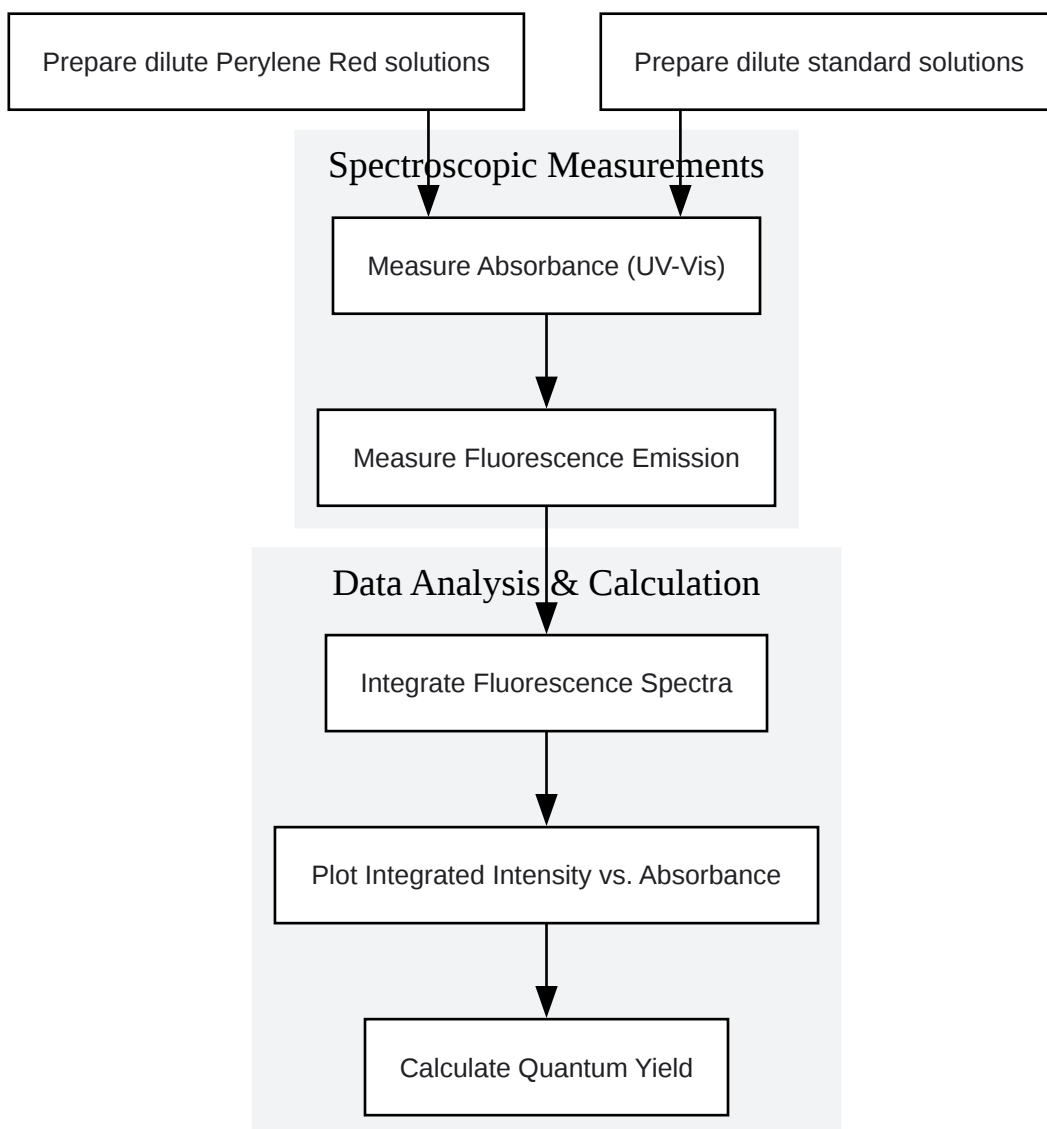 Prepare dilute Perylene Red solutions
Prepare dilute standard solutions
Spectroscopic Measurements
Measure Absorbance (UV-Vis)
Measure Fluorescence Emission
Data Analysis & Calculation
Integrate Fluorescence Spectra
Plot Integrated Intensity vs. Absorbance
Calculate Quantum Yield